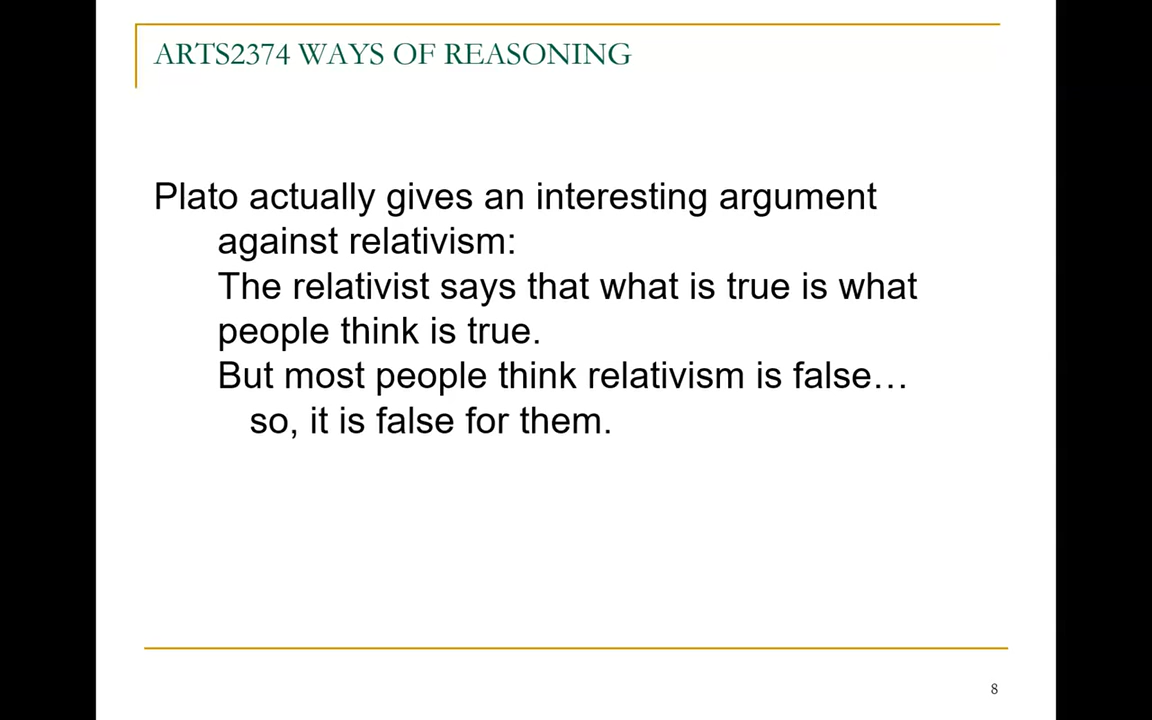 ARTS2374 WAYS OF REASONING
Plato actually gives an interesting argument
against relativism:
The relativist says that what is true is what
people think is true.
But most people think relativism is false…
so, it is false for them.
8